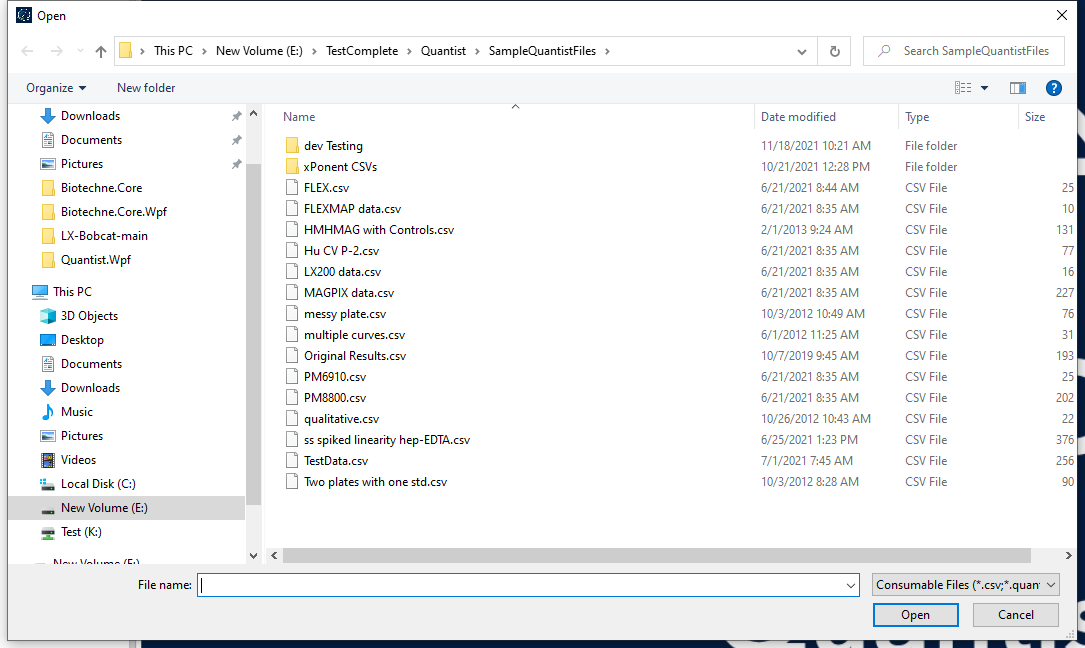 Open
This PC > New Volume (E:) > TestComplete > Quantist > SampleQuantistFiles >
Search SampleQuantistFiles
Organize
New folder
?
Downloads
Documents
Pictures
Biotechne.Core
Biotechne.Core.Wpf
LX-Bobcat-main
Quantist.Wpf
This PC
3D Objects
Desktop
Documents
Downloads
Music
Pictures
Videos
Local Disk (C:)
New Volume (E:)
Test (K:)
Name Date modified Type Size
dev Testing 11/18/2021 10:21 AM File folder
xPonent CSVs 10/21/2021 12:28 PM File folder
FLEX.csv 6/21/2021 8:44 AM CSV File 25
FLEXMAP data.csv 6/21/2021 8:35 AM CSV File 10
HMHMAG with Controls.csv 2/1/2013 9:24 AM CSV File 131
Hu CV P-2.csv 6/21/2021 8:35 AM CSV File 77
LX200 data.csv 6/21/2021 8:35 AM CSV File 16
MAGPIX data.csv 6/21/2021 8:35 AM CSV File 227
messy plate.csv 10/3/2012 10:49 AM CSV File 76
multiple curves.csv 6/1/2012 11:25 AM CSV File 31
Original Results.csv 10/7/2019 9:45 AM CSV File 193
PM6910.csv 6/21/2021 8:35 AM CSV File 25
PM8800.csv 6/21/2021 8:35 AM CSV File 202
qualitative.csv 10/26/2012 10:43 AM CSV File 22
ss spiked linearity hep-EDTA.csv 6/25/2021 1:23 PM CSV File 376
TestData.csv 7/1/2021 7:45 AM CSV File 256
Two plates with one std.csv 10/3/2012 8:28 AM CSV File 90
File name:
Consumable Files (*.csv;*.quan
Open
Cancel